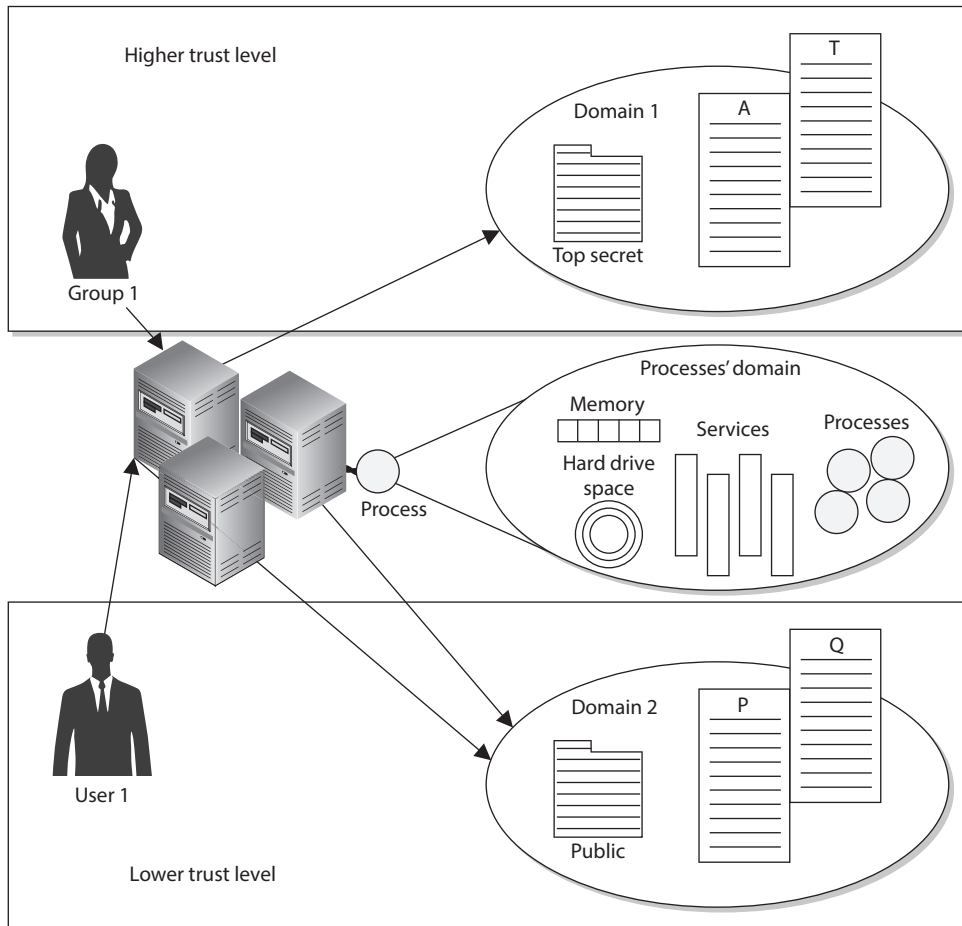 Higher trust level
Group 1
Domain 1
Top secret
A
T
Processes' domain
Memory
Hard drive
space
Services
Processes
Process
User 1
Lower trust level
Domain 2
Public
P
Q